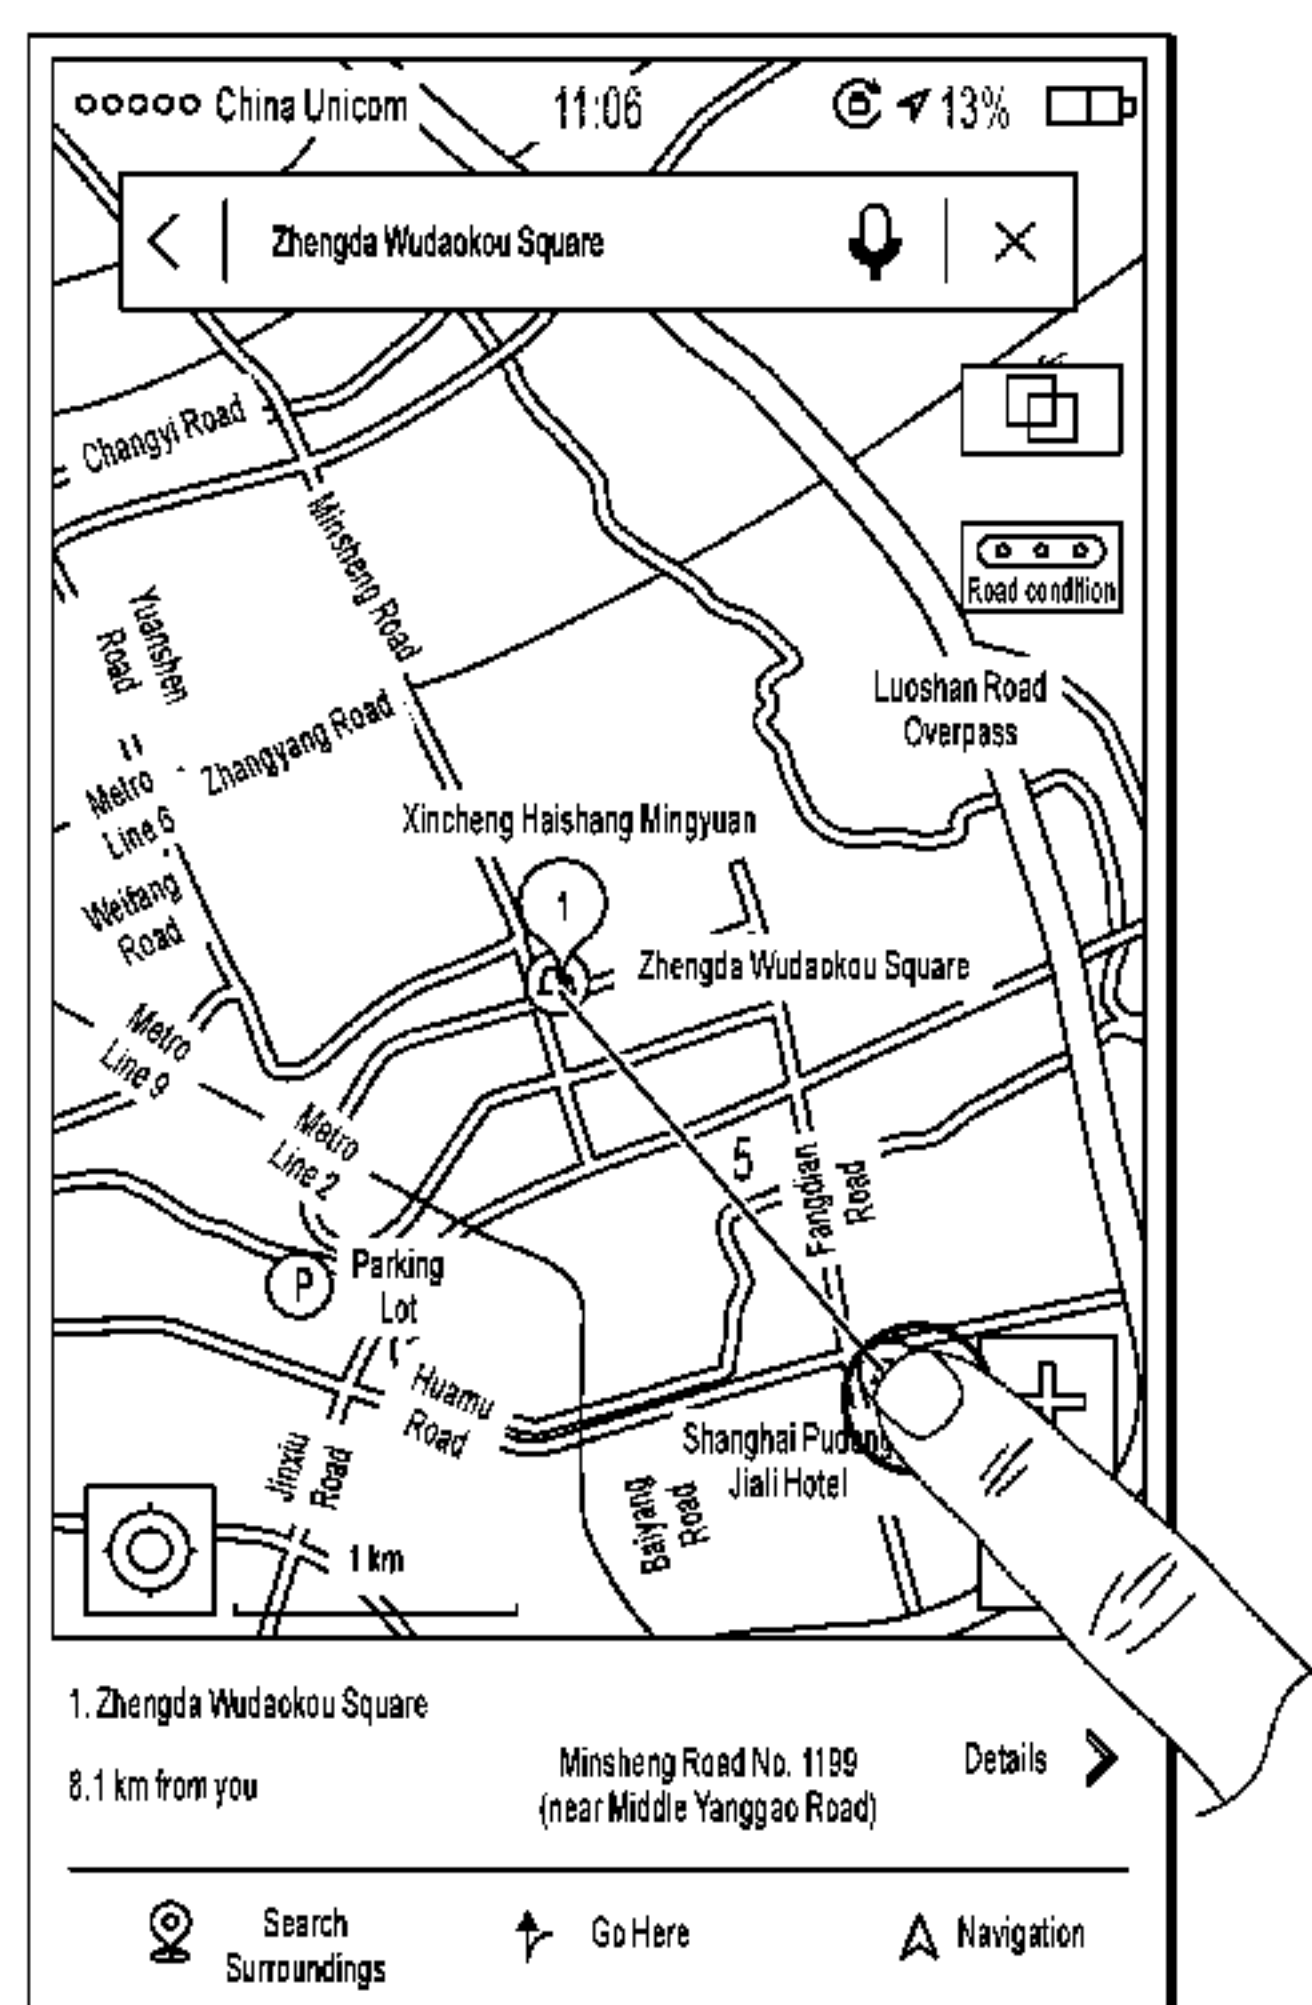 China Unicom 11:06 13%
Zhengda Wudaokou Square
Changyi Road
Minsheng Road
Road condition
Yuanshen
Road
Luoshan Road
Overpass
Zhangyang Road
Metro
Line 6
Xincheng Haishang Mingyuan
1
Weifang
Road
Zhengda Wudaokou Square
Metro
Line 9
Metro
Line 2
5
Fangdian
Road
P
Parking
Lot
Huamu
Road
Shanghai Pudong
Jiali Hotel
Jinxiu
Road
Baiyang
Road
1 km
1. Zhengda Wudaokou Square
8.1 km from you
Minsheng Road No. 1199
(near Middle Yanggao Road)
Details
Search
Surroundings
Go Here
Navigation